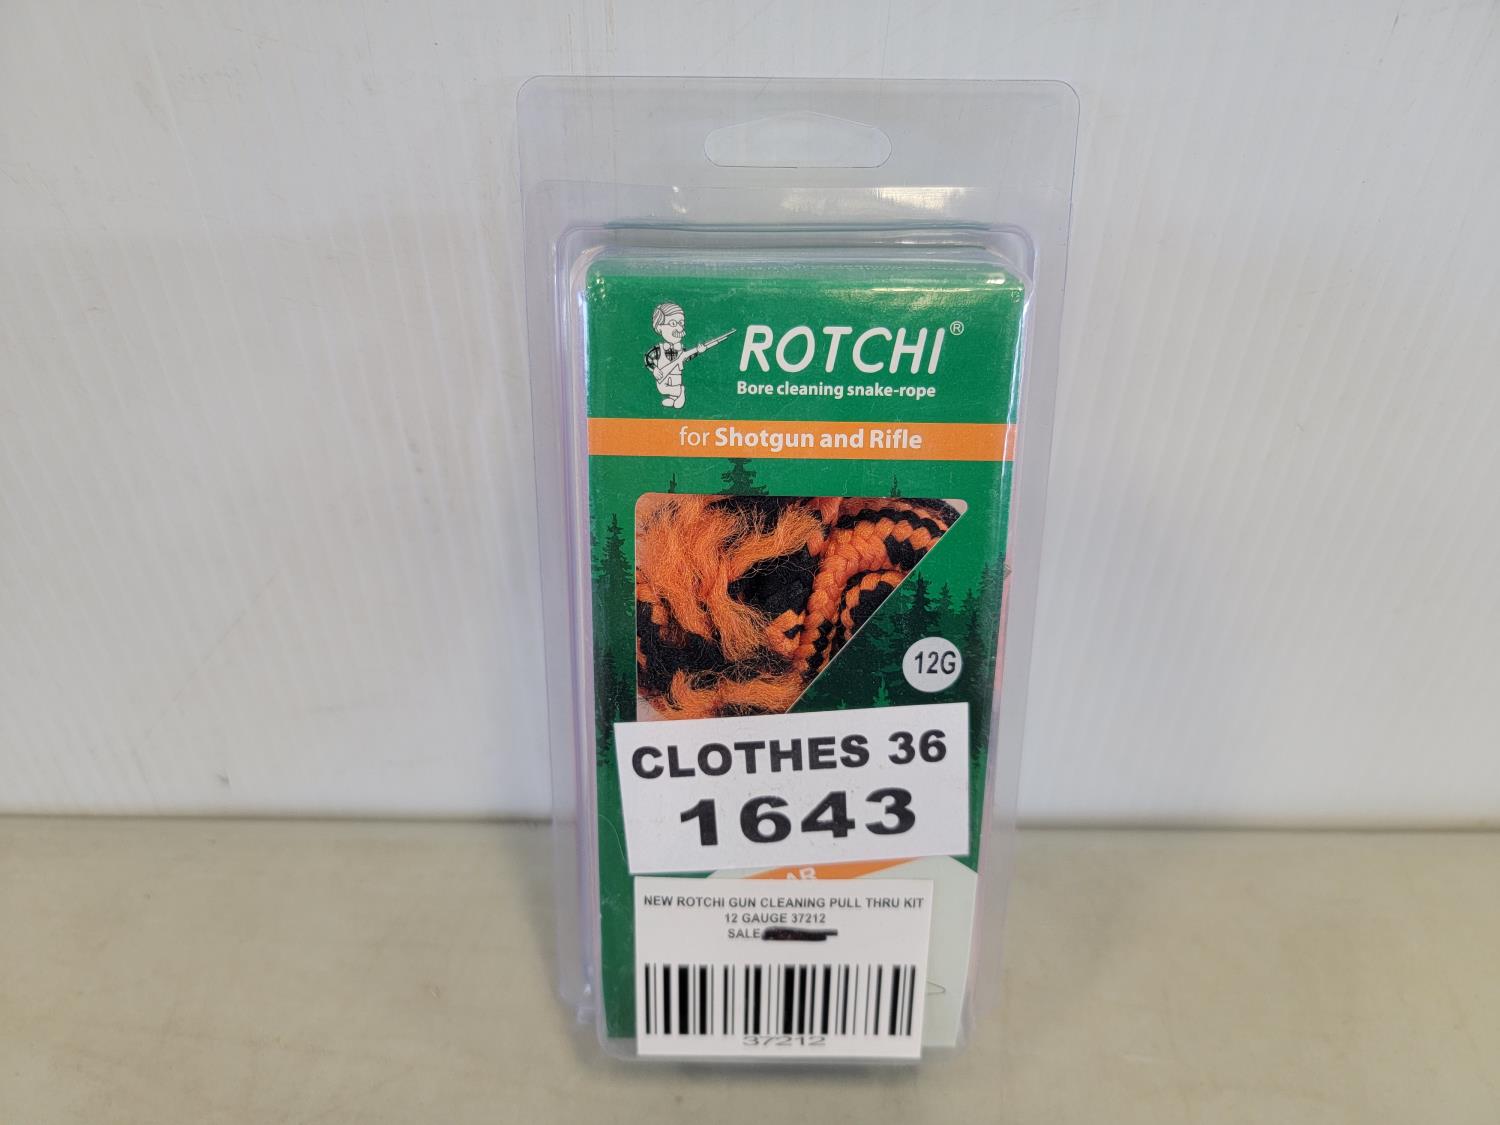 ROTCHI®
Bore cleaning snake-rope
for Shotgun and Rifle
12G
CLOTHES 36
1643
NEW ROTCHI GUN CLEANING PULL THRU KIT
12 GAUGE 37212
SALE
37212